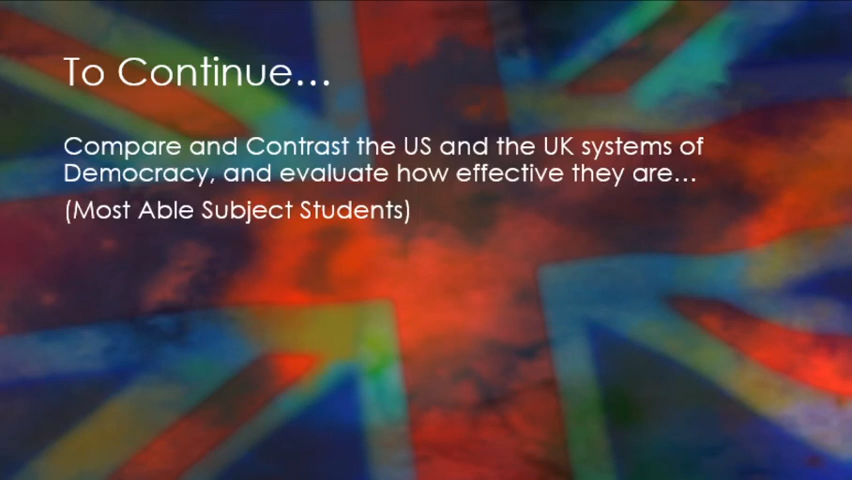 To Continue...
Compare and Contrast the US and the UK systems of
Democracy, and evaluate how effective they are...
(Most Able Subject Students)